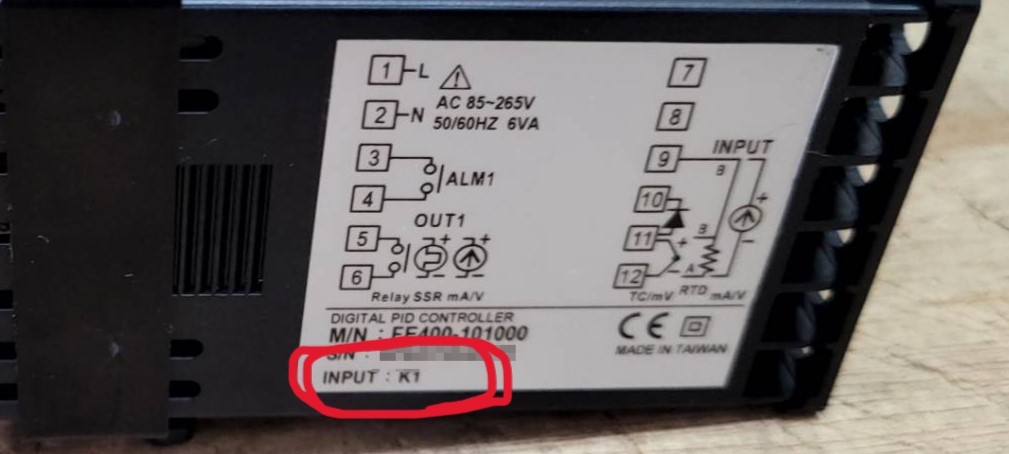 1 L
AC 85~265V
2 N
50/60HZ 6VA
3
ALM1
4
OUT1
5
+ +
6
- -
Relay SSR mA/V
7
8
INPUT
9
B
10
+
11
+ B
-
12
- A
TC/mV RTD mA/V
DIGITAL PID CONTROLLER
M/N : FE400-101000
S/N :
INPUT : K1
CE
MADE IN TAIWAN